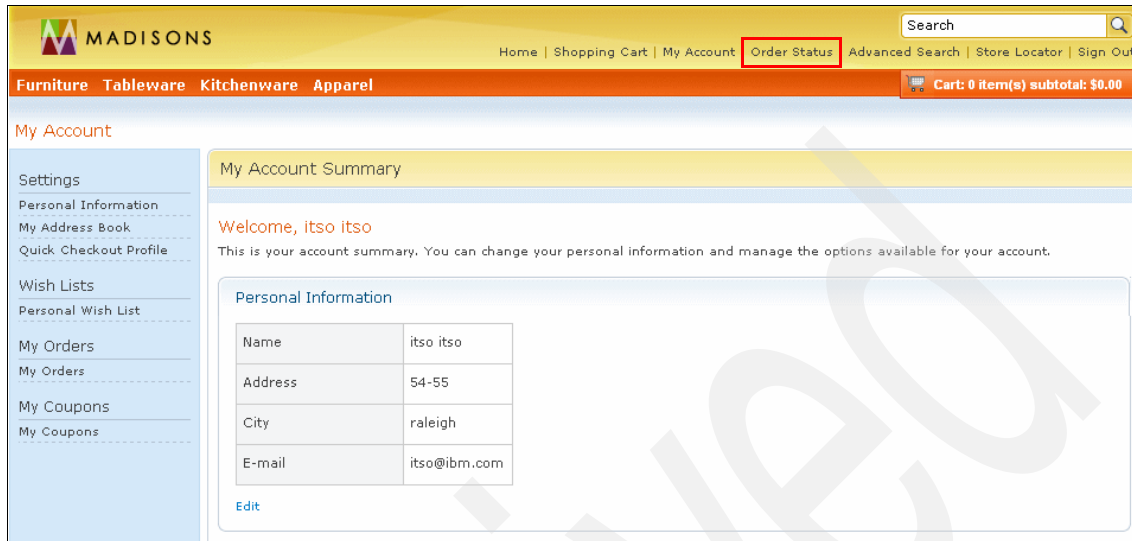 MADISONS
Search
Home | Shopping Cart | My Account | Order Status | Advanced Search | Store Locator | Sign Out
Furniture Tableware Kitchenware Apparel
Cart: 0 item(s) subtotal: $0.00
My Account
Settings
Personal Information
My Address Book
Quick Checkout Profile
Wish Lists
Personal Wish List
My Orders
My Orders
My Coupons
My Coupons
My Account Summary
Welcome, itso itso
This is your account summary. You can change your personal information and manage the options available for your account.
Personal Information
Name itso itso
Address 54-55
City raleigh
E-mail itso@ibm.com
Edit